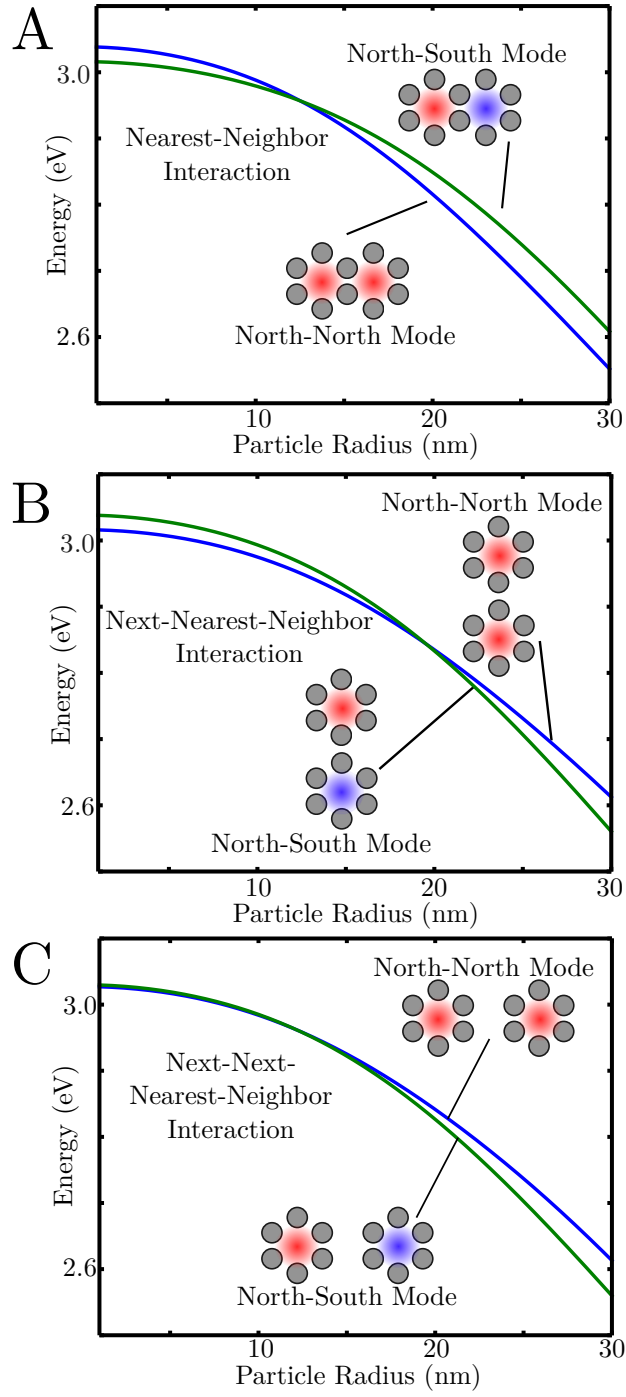 A
North-South Mode
3.0
Nearest-Neighbor
Interaction
Energy (eV)
North-North Mode
2.6
10
20
30
Particle Radius (nm)
B
North-North Mode
3.0
Next-Nearest-Neighbor
Interaction
Energy (eV)
2.6
North-South Mode
10
20
30
Particle Radius (nm)
C
North-North Mode
3.0
Next-Next-
Nearest-Neighbor
Interaction
Energy (eV)
2.6
North-South Mode
10
20
30
Particle Radius (nm)